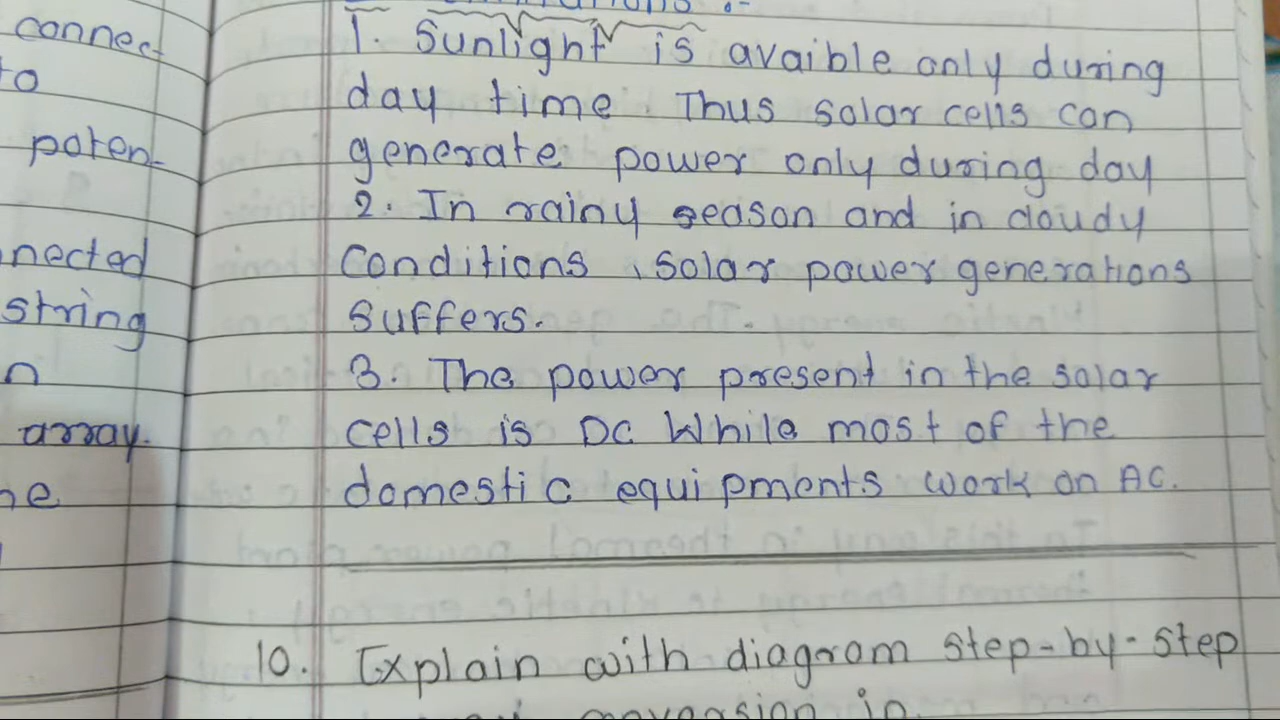 connec-
to
poten-
nected
string
n
array.
he
1. Sunlight is avaible only during
day time. Thus solar cells can
generate power only during day
2. In rainy season and in cloudy
Conditions , solar power generations
suffers.
3. The power present in the solar
cells is DC While most of the
domestic equipments work on AC.
10. Explain with diagram step-by-step
in